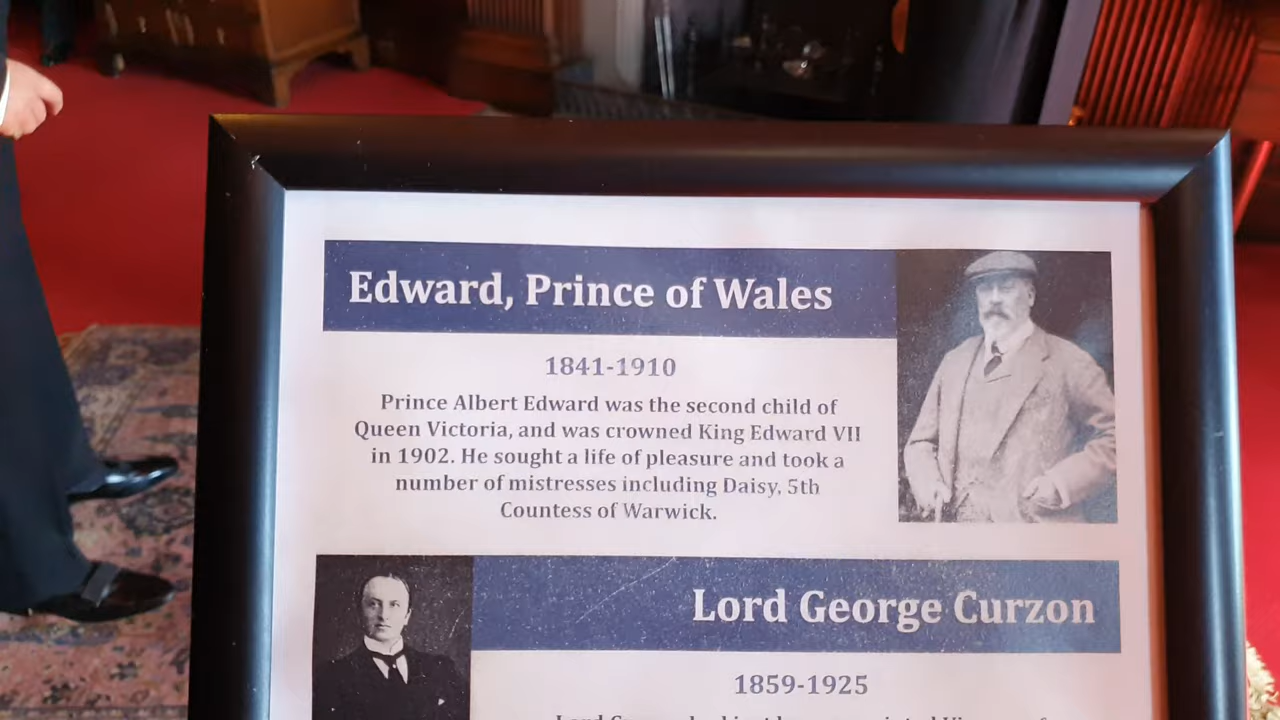 Edward, Prince of Wales
1841-1910
Prince Albert Edward was the second child of
Queen Victoria, and was crowned King Edward VII
in 1902. He sought a life of pleasure and took a
number of mistresses including Daisy, 5th
Countess of Warwick.
Lord George Curzon
1859-1925